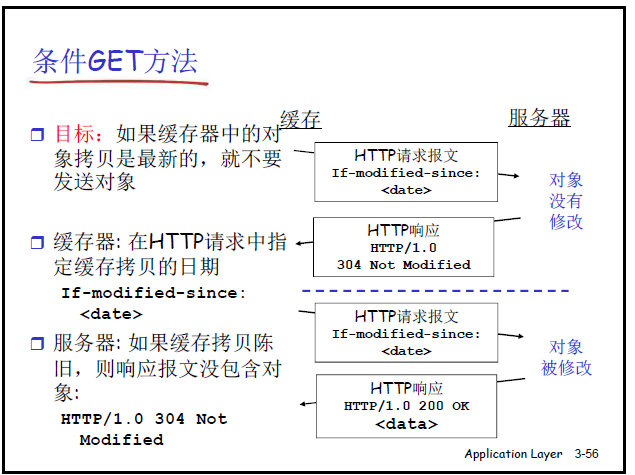 条件GET方法
目标：如果缓存器中的对
象拷贝是最新的，就不要
发送对象
缓存器: 在HTTP请求中指
定缓存拷贝的日期
If-modified-since:
<date>
服务器: 如果缓存拷贝陈
旧，则响应报文没包含对
象:
HTTP/1.0 304 Not
Modified
缓存
服务器
HTTP请求报文
If-modified-since:
<date>
对象
没有
修改
HTTP响应
HTTP/1.0
304 Not Modified
HTTP请求报文
If-modified-since:
<date>
对象
被修改
HTTP响应
HTTP/1.0 200 OK
<data>
Application Layer 3-56